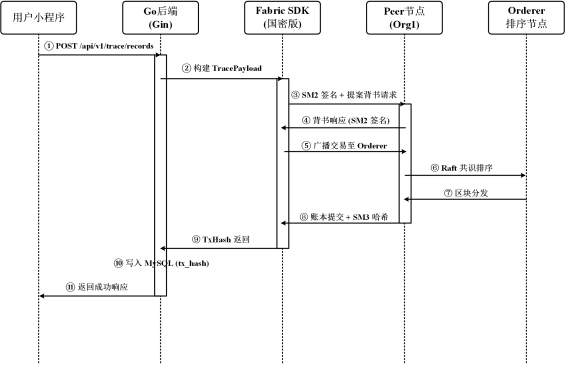 用户小程序
Go后端
(Gin)
Fabric SDK
(国密版)
Peer节点
(Org1)
Orderer
排序节点
① POST /api/v1/trace/records
② 构建 TracePayload
③ SM2 签名 + 提案背书请求
④ 背书响应 (SM2 签名)
⑤ 广播交易至 Orderer
⑥ Raft 共识排序
⑦ 区块分发
⑧ 账本提交 + SM3 哈希
⑨ TxHash 返回
⑩ 写入 MySQL (tx_hash)
⑪ 返回成功响应